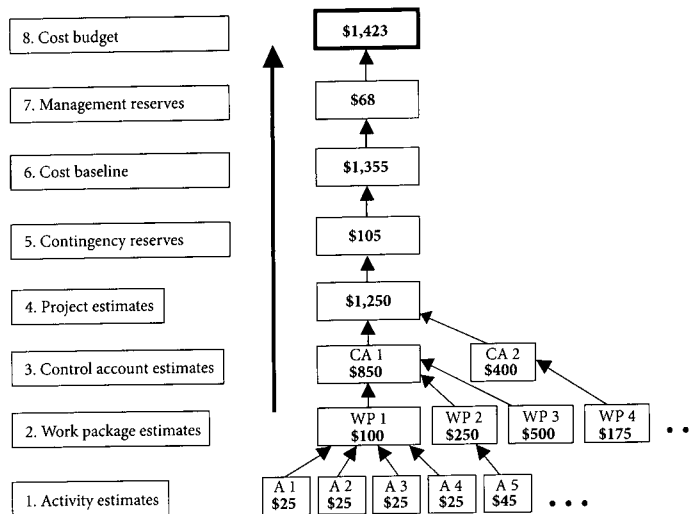 8. Cost budget
$1,423
7. Management reserves
$68
6. Cost baseline
$1,355
5. Contingency reserves
$105
4. Project estimates
$1,250
3. Control account estimates
CA 1
$850
CA 2
$400
2. Work package estimates
WP 1
$100
WP 2
$250
WP 3
$500
WP 4
$175
1. Activity estimates
A 1
$25
A 2
$25
A 3
$25
A 4
$25
A 5
$45